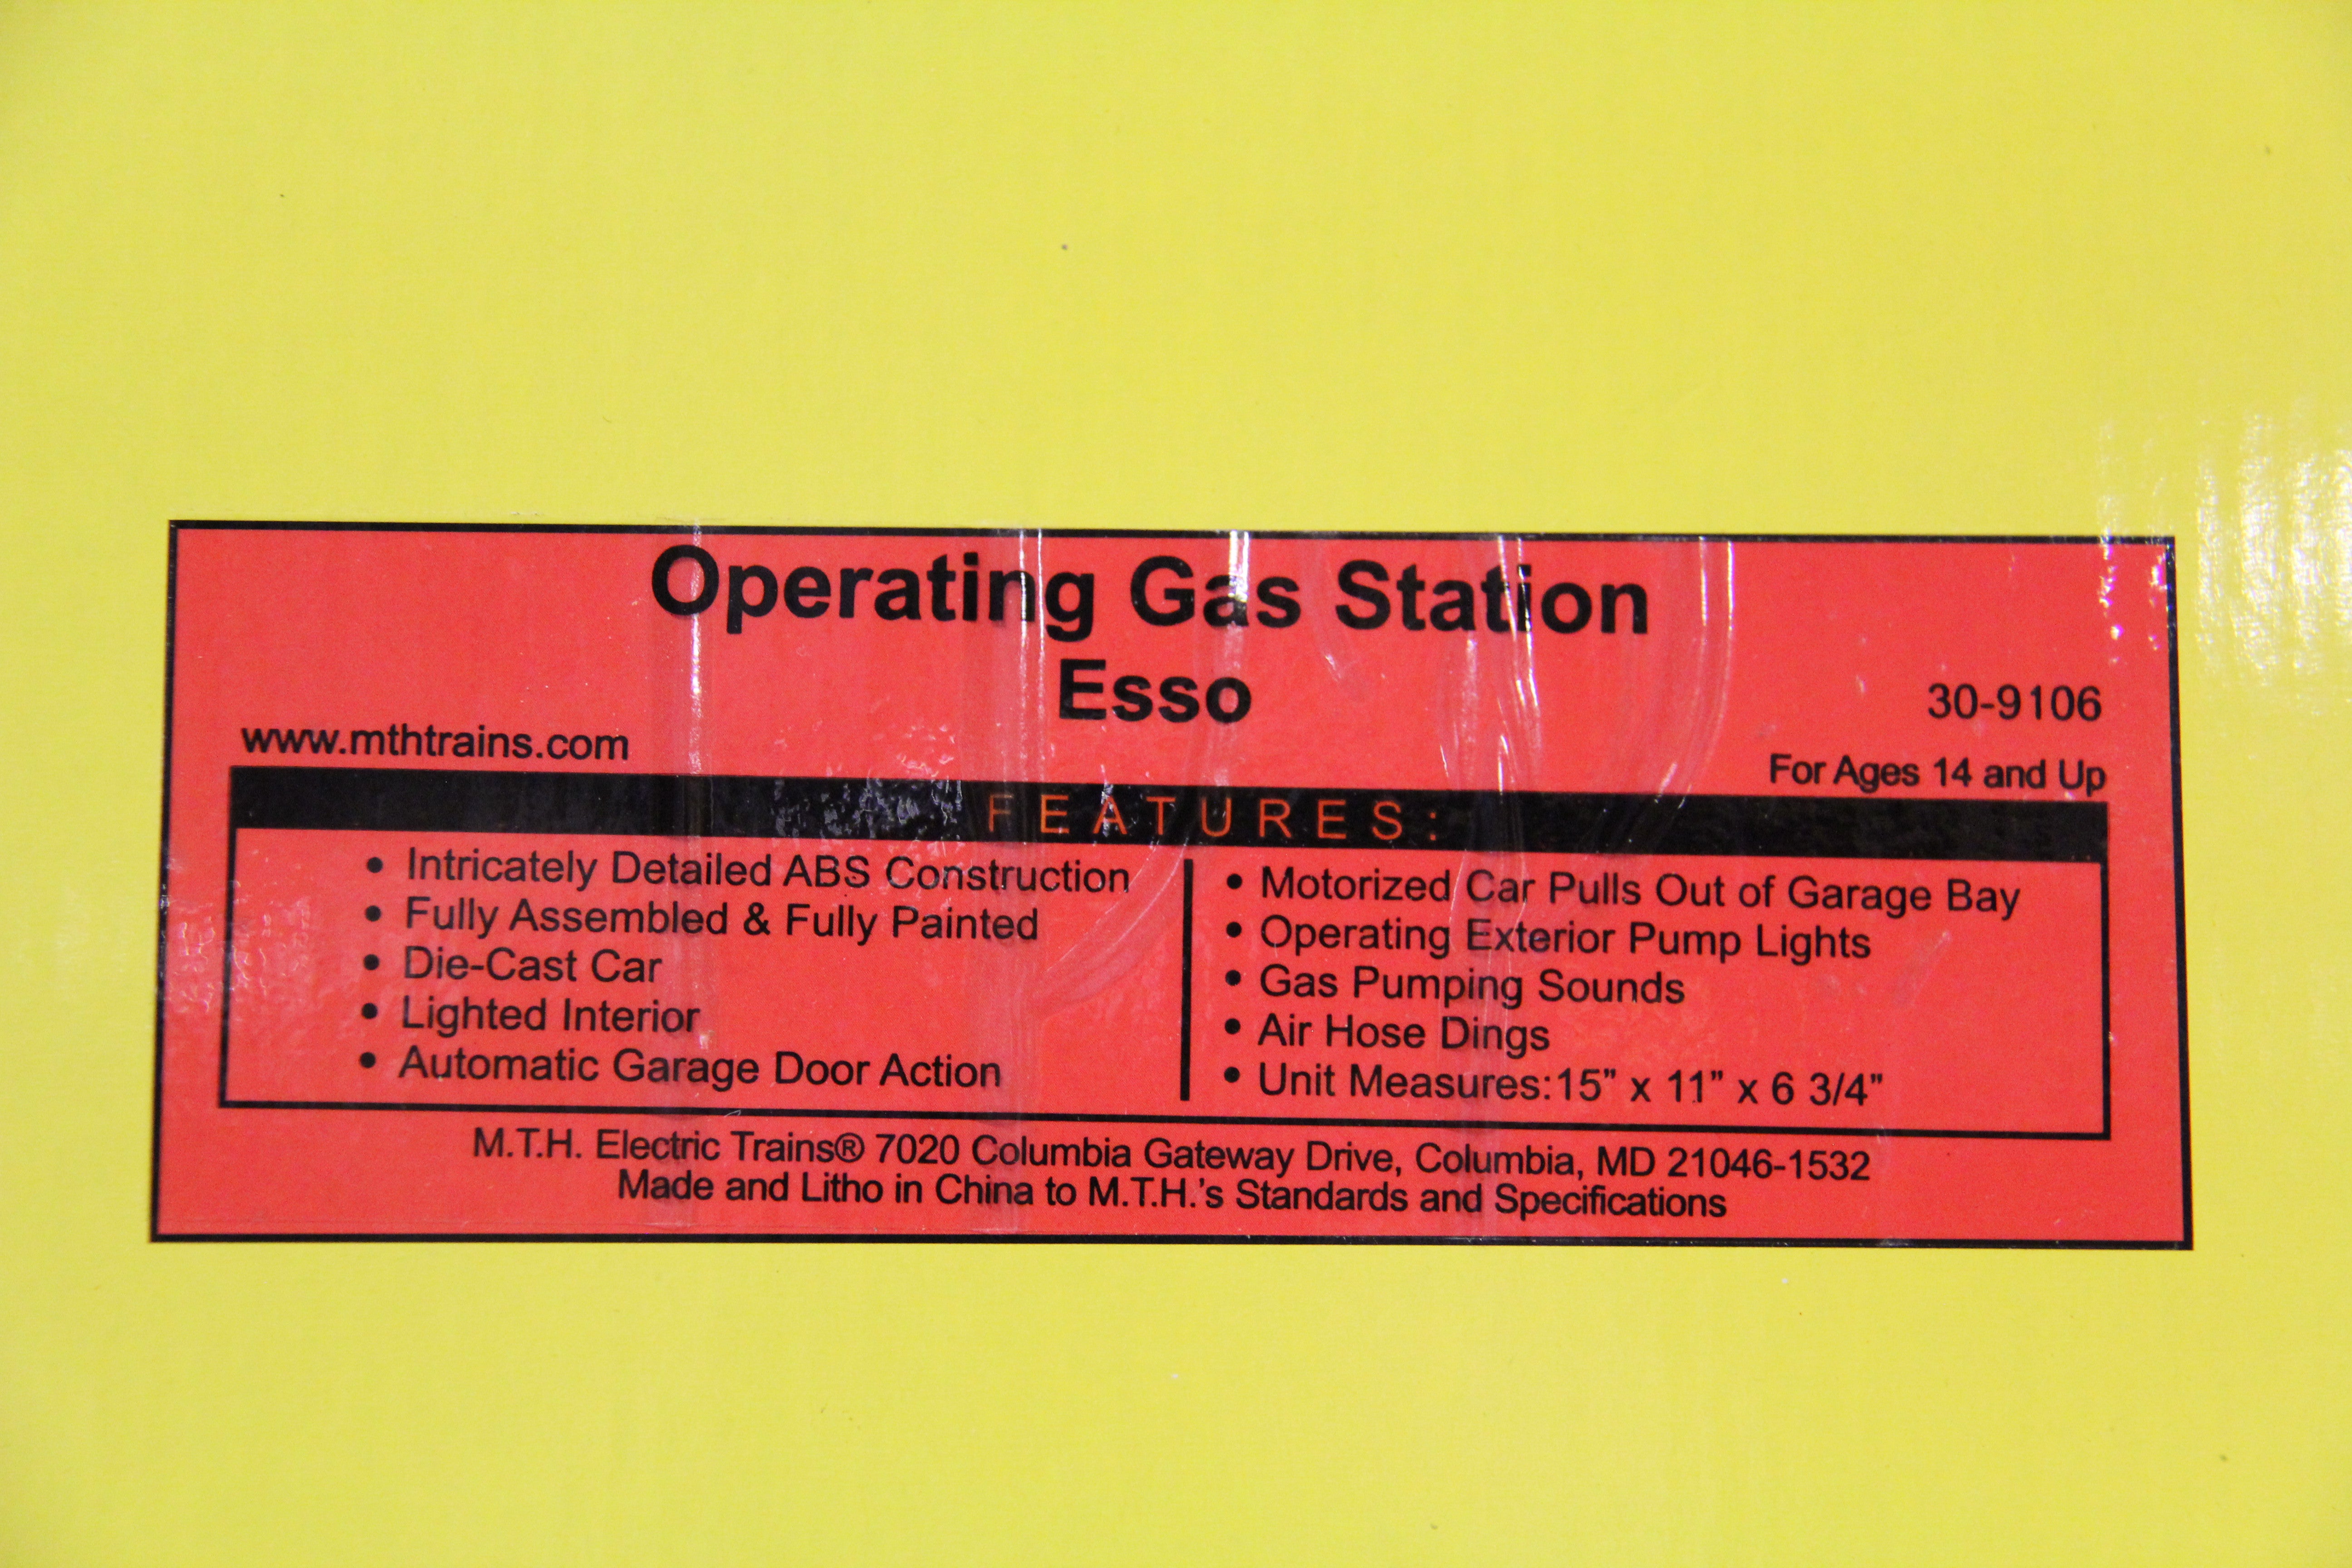 Operating Gas Station
Esso
30-9106
www.mthtrains.com
For Ages 14 and Up
FEATURES:
• Intricately Detailed ABS Construction
• Fully Assembled & Fully Painted
• Die-Cast Car
• Lighted Interior
• Automatic Garage Door Action
• Motorized Car Pulls Out of Garage Bay
• Operating Exterior Pump Lights
• Gas Pumping Sounds
• Air Hose Dings
• Unit Measures:15” x 11” x 6 3/4”
M.T.H. Electric Trains® 7020 Columbia Gateway Drive, Columbia, MD 21046-1532
Made and Litho in China to M.T.H.’s Standards and Specifications